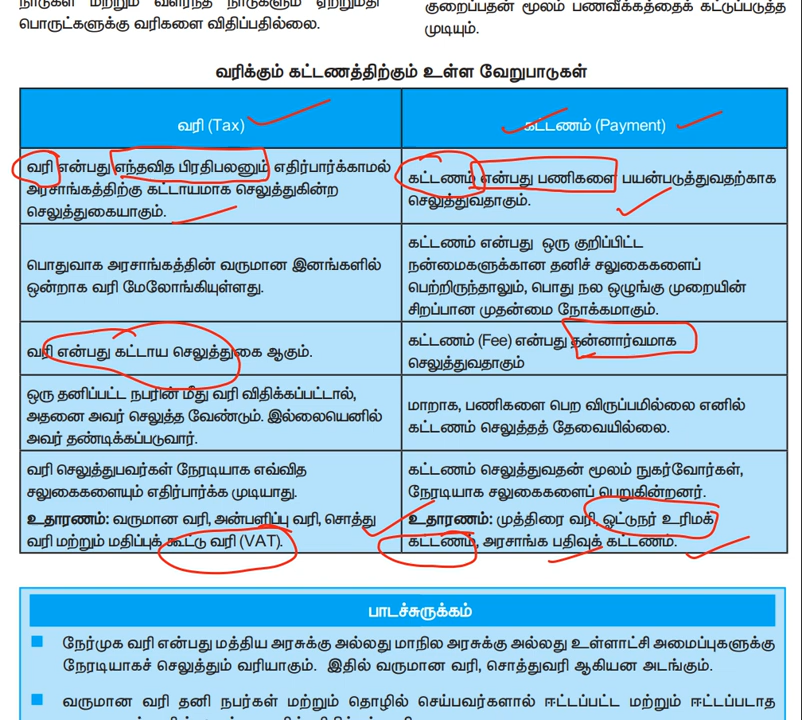 நாடுகள் மற்றும் வளர்ந்த நாடுகளும் ஏற்றுமதி
பொருட்களுக்கு வரிகளை விதிப்பதில்லை.
குறைப்பதன் மூலம் பணவீக்கத்தைக் கட்டுப்படுத்த
முடியும்.
வரிக்கும் கட்டணத்திற்கும் உள்ள வேறுபாடுகள்
வரி (Tax)
கட்டணம் (Payment)
வரி என்பது எந்தவித பிரதிபலனும் எதிர்பார்க்காமல்
அரசாங்கத்திற்கு கட்டாயமாக செலுத்துகின்ற
செலுத்துகையாகும்.
கட்டணம் என்பது பணிகளை பயன்படுத்துவதற்காக
செலுத்துவதாகும்.
பொதுவாக அரசாங்கத்தின் வருமான இனங்களில்
ஒன்றாக வரி மேலோங்கியுள்ளது.
கட்டணம் என்பது ஒரு குறிப்பிட்ட
நன்மைகளுக்கான தனிச் சலுகைகளைப்
பெற்றிருந்தாலும், பொது நல ஒழுங்கு முறையின்
சிறப்பான முதன்மை நோக்கமாகும்.
வரி என்பது கட்டாய செலுத்துகை ஆகும்.
கட்டணம் (Fee) என்பது தன்னார்வமாக
செலுத்துவதாகும்
ஒரு தனிப்பட்ட நபரின் மீது வரி விதிக்கப்பட்டால்,
அதனை அவர் செலுத்த வேண்டும். இல்லையெனில்
அவர் தண்டிக்கப்படுவார்.
மாறாக, பணிகளை பெற விருப்பமில்லை எனில்
கட்டணம் செலுத்தத் தேவையில்லை.
வரி செலுத்துபவர்கள் நேரடியாக எவ்வித
சலுகைகளையும் எதிர்பார்க்க முடியாது.
உதாரணம்: வருமான வரி, அன்பளிப்பு வரி, சொத்து
வரி மற்றும் மதிப்புக் கூட்டு வரி (VAT).
கட்டணம் செலுத்துவதன் மூலம் நுகர்வோர்கள்,
நேரடியாக சலுகைகளைப் பெறுகின்றனர்.
உதாரணம்: முத்திரை வரி, ஓட்டுநர் உரிமக்
கட்டணம், அரசாங்க பதிவுக் கட்டணம்.
பாடச்சுருக்கம்
நேர்முக வரி என்பது மத்திய அரசுக்கு அல்லது மாநில அரசுக்கு அல்லது உள்ளாட்சி அமைப்புகளுக்கு
நேரடியாகச் செலுத்தும் வரியாகும். இதில் வருமான வரி, சொத்துவரி ஆகியன அடங்கும்.
வருமான வரி தனி நபர்கள் மற்றும் தொழில் செய்பவர்களால் ஈட்டப்பட்ட மற்றும் ஈட்டப்படாத